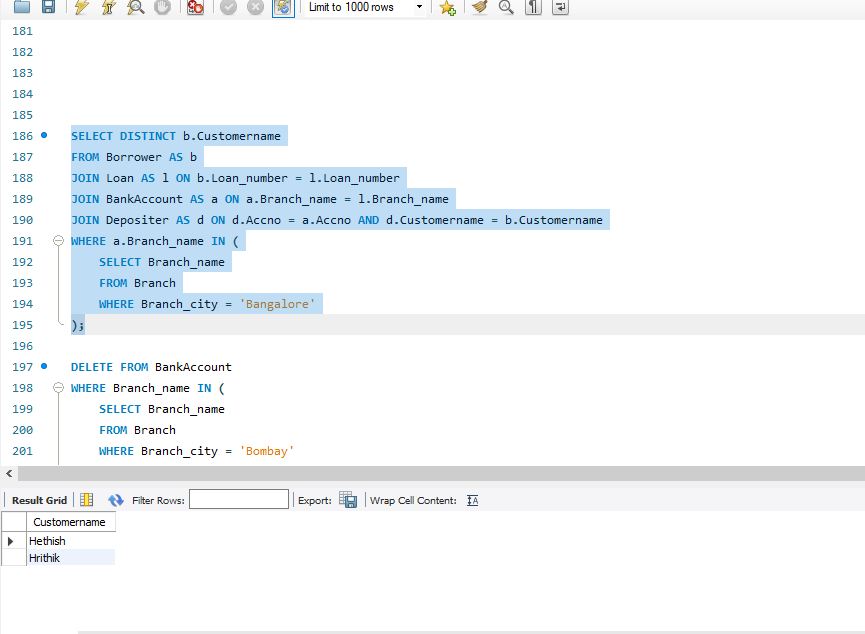 Limit to 1000 rows
181
182
183
184
185
186 SELECT DISTINCT b.Customername
187 FROM Borrower AS b
188 JOIN Loan AS l ON b.Loan_number = l.Loan_number
189 JOIN BankAccount AS a ON a.Branch_name = l.Branch_name
190 JOIN Depositer AS d ON d.Accno = a.Accno AND d.Customername = b.Customername
191 WHERE a.Branch_name IN (
192 SELECT Branch_name
193 FROM Branch
194 WHERE Branch_city = 'Bangalore'
195 );
196
197 DELETE FROM BankAccount
198 WHERE Branch_name IN (
199 SELECT Branch_name
200 FROM Branch
201 WHERE Branch_city = 'Bombay'
Result Grid Filter Rows: Export: Wrap Cell Content:
Customername
Hethish
Hrithik